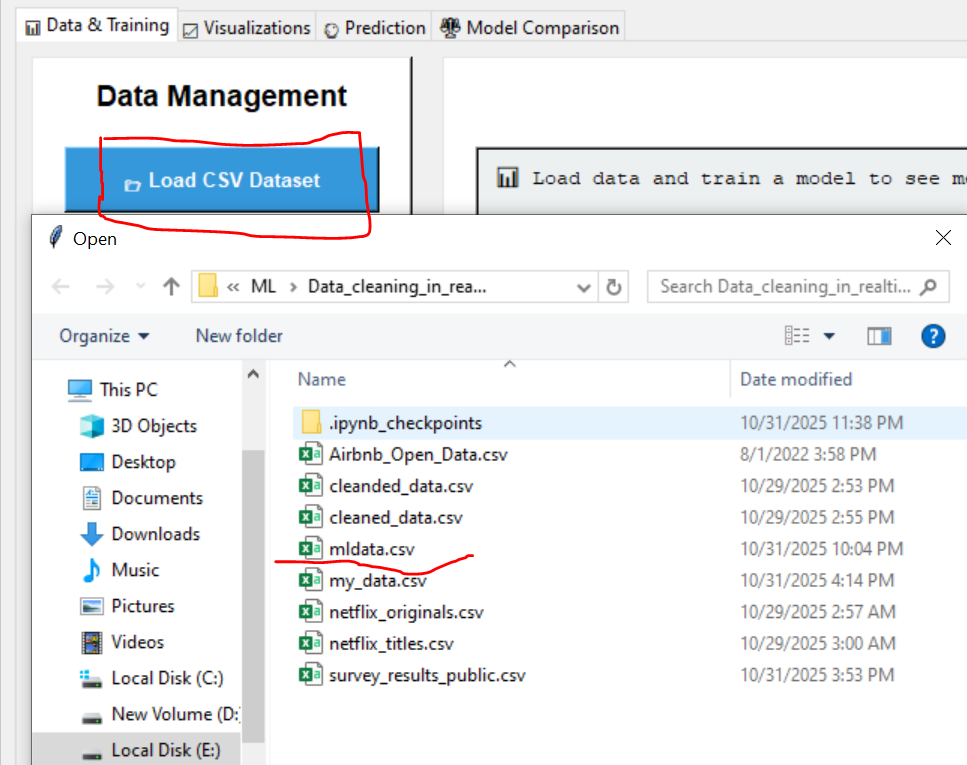 Data & Training Visualizations Prediction Model Comparison
Data Management
Load CSV Dataset
Load data and train a model to see m
Open
« ML › Data_cleaning_in_rea...
Search Data_cleaning_in_realti...
Organize New folder
?
Name Date modified
This PC
3D Objects
Desktop
Documents
Downloads
Music
Pictures
Videos
Local Disk (C:)
New Volume (D:
Local Disk (E:)
.ipynb_checkpoints 10/31/2025 11:38 PM
Airbnb_Open_Data.csv 8/1/2022 3:58 PM
cleanded_data.csv 10/29/2025 2:53 PM
cleaned_data.csv 10/29/2025 2:55 PM
mldata.csv 10/31/2025 10:04 PM
my_data.csv 10/31/2025 4:14 PM
netflix_originals.csv 10/29/2025 2:57 AM
netflix_titles.csv 10/29/2025 3:00 AM
survey_results_public.csv 10/31/2025 3:53 PM